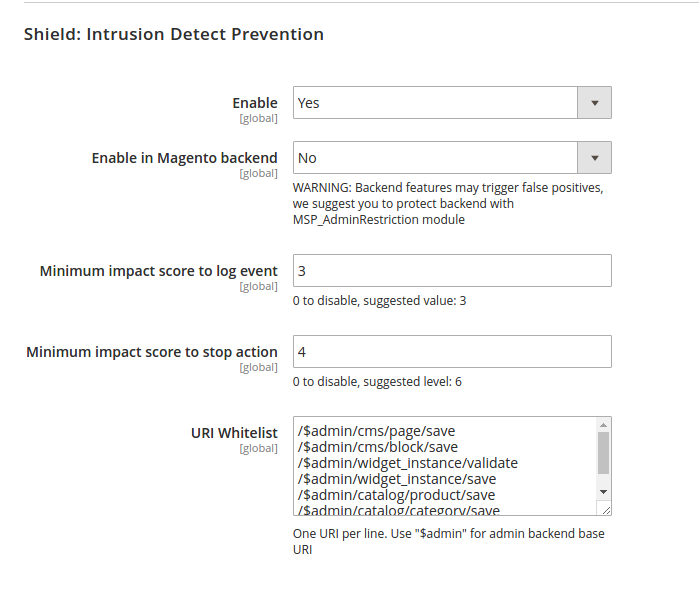 Shield: Intrusion Detect Prevention
Enable
[global]
Yes
Enable in Magento backend
[global]
No
WARNING: Backend features may trigger false positives,
we suggest you to protect backend with
MSP_AdminRestriction module
Minimum impact score to log event
[global]
3
0 to disable, suggested value: 3
Minimum impact score to stop action
[global]
4
0 to disable, suggested level: 6
URI Whitelist
[global]
/$admin/cms/page/save
/$admin/cms/block/save
/$admin/widget_instance/validate
/$admin/widget_instance/save
/$admin/catalog/product/save
/$admin/catalog/category/save
One URI per line. Use "$admin" for admin backend base
URI